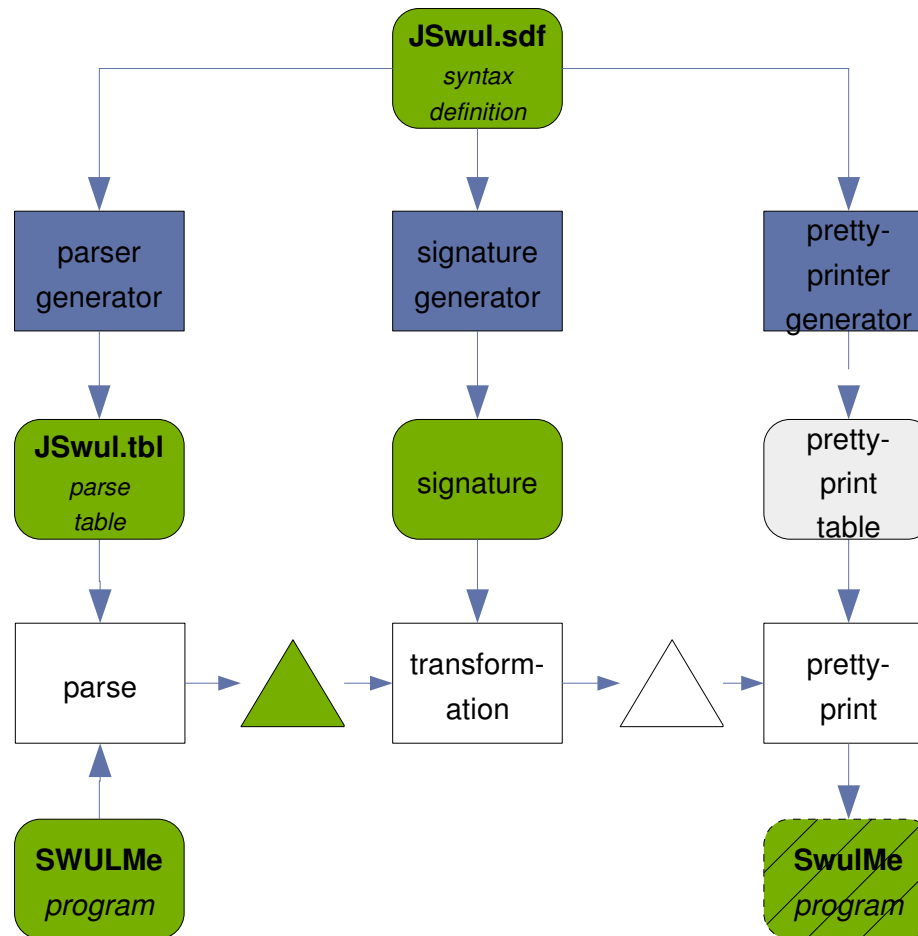 JSwul.sdf
syntax
definition
parser
generator
signature
generator
pretty-
printer
generator
JSwul.tbl
parse
table
signature
pretty-
print
table
parse
transform-
ation
pretty-
print
SWULMe
program
SwulMe
program